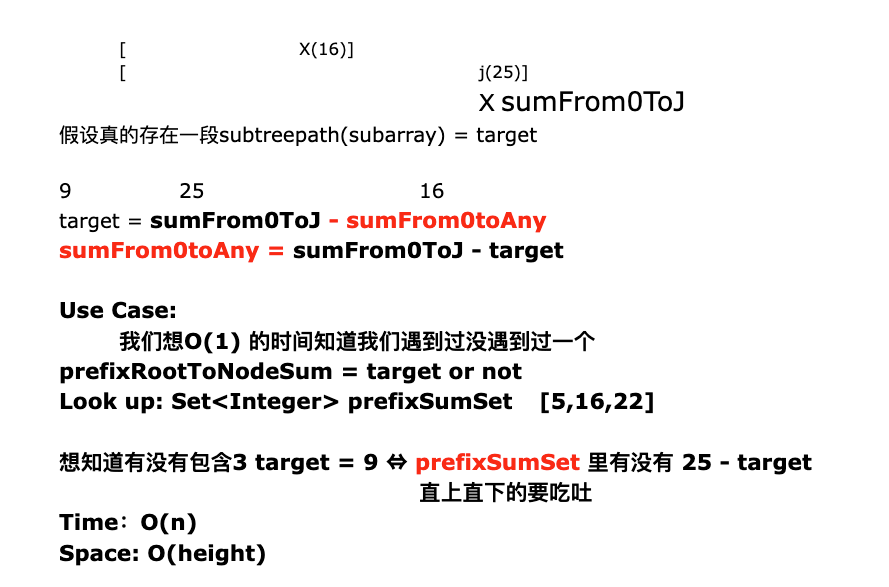 [ X(16)]
[ j(25)]
X sumFrom0ToJ
假设真的存在一段subtreepath(subarray) = target
9 25 16
target = sumFrom0ToJ - sumFrom0toAny
sumFrom0toAny = sumFrom0ToJ - target
Use Case:
我们想O(1) 的时间知道我们遇到过没遇到过一个
prefixRootToNodeSum = target or not
Look up: Set<Integer> prefixSumSet [5,16,22]
想知道有没有包含3 target = 9 ⇔ prefixSumSet 里有没有 25 - target
直上直下的要吃吐
Time：O(n)
Space: O(height)